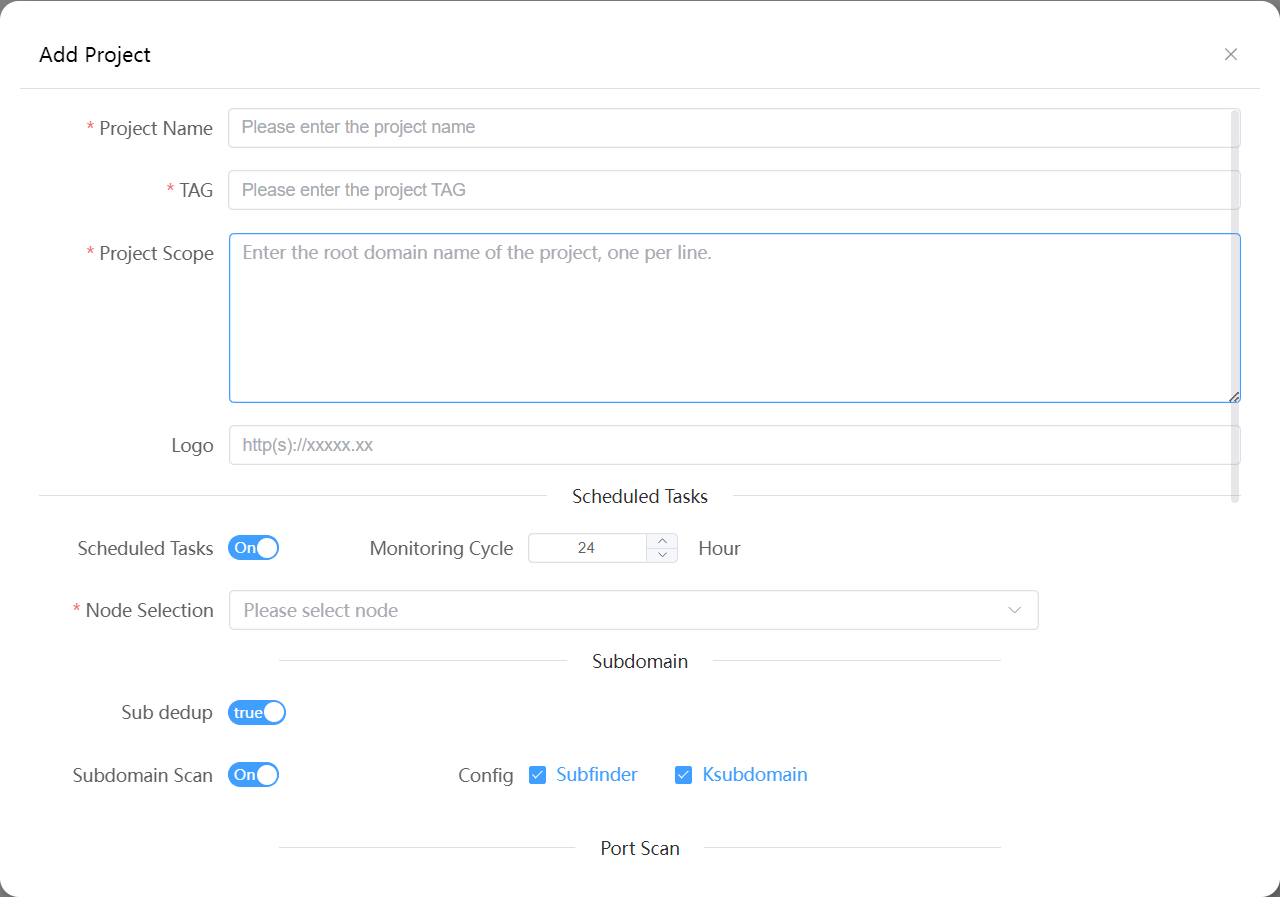 Add Project
* Project Name Please enter the project name
* TAG Please enter the project TAG
* Project Scope Enter the root domain name of the project, one per line.
Logo http(s)://xxxxx.xx
Scheduled Tasks
Scheduled Tasks On Monitoring Cycle 24 Hour
* Node Selection Please select node
Subdomain
Sub dedup true
Subdomain Scan On Config Subfinder Ksubdomain
Port Scan